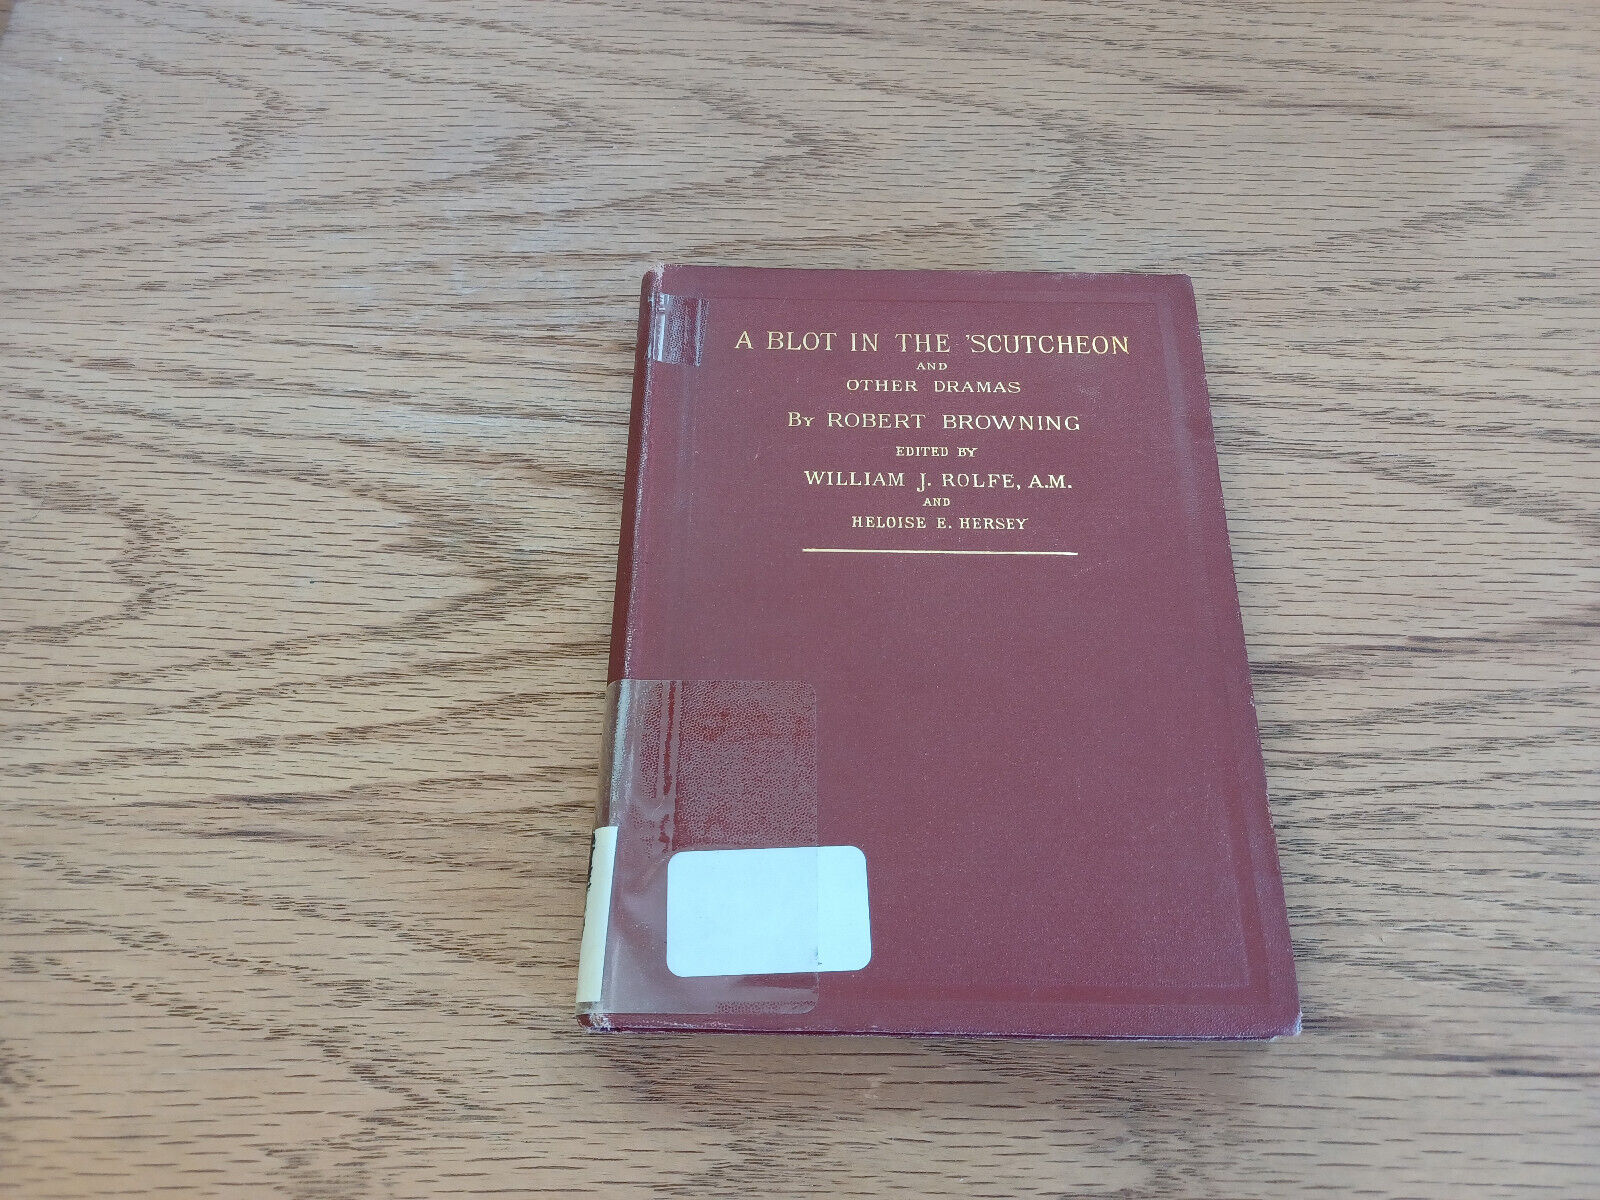 A BLOT IN THE 'SCUTCHEON
AND
OTHER DRAMAS
BY ROBERT BROWNING
EDITED BY
WILLIAM J. ROLFE, A.M.
AND
HELOISE E. HERSEY